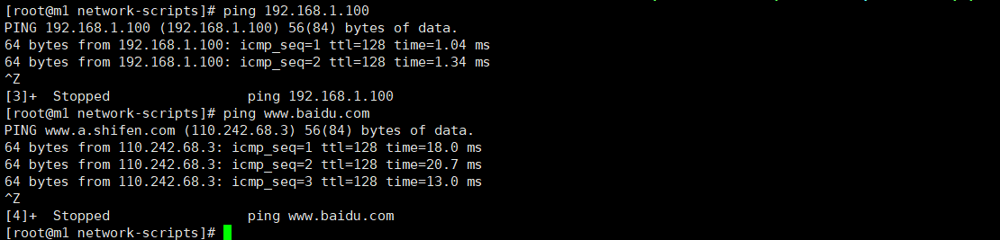 [root@m1 network-scripts]# ping 192.168.1.100
PING 192.168.1.100 (192.168.1.100) 56(84) bytes of data.
64 bytes from 192.168.1.100: icmp_seq=1 ttl=128 time=1.04 ms
64 bytes from 192.168.1.100: icmp_seq=2 ttl=128 time=1.34 ms
^Z
[3]+  Stopped                 ping 192.168.1.100
[root@m1 network-scripts]# ping www.baidu.com
PING www.a.shifen.com (110.242.68.3) 56(84) bytes of data.
64 bytes from 110.242.68.3: icmp_seq=1 ttl=128 time=18.0 ms
64 bytes from 110.242.68.3: icmp_seq=2 ttl=128 time=20.7 ms
64 bytes from 110.242.68.3: icmp_seq=3 ttl=128 time=13.0 ms
^Z
[4]+  Stopped                 ping www.baidu.com
[root@m1 network-scripts]#